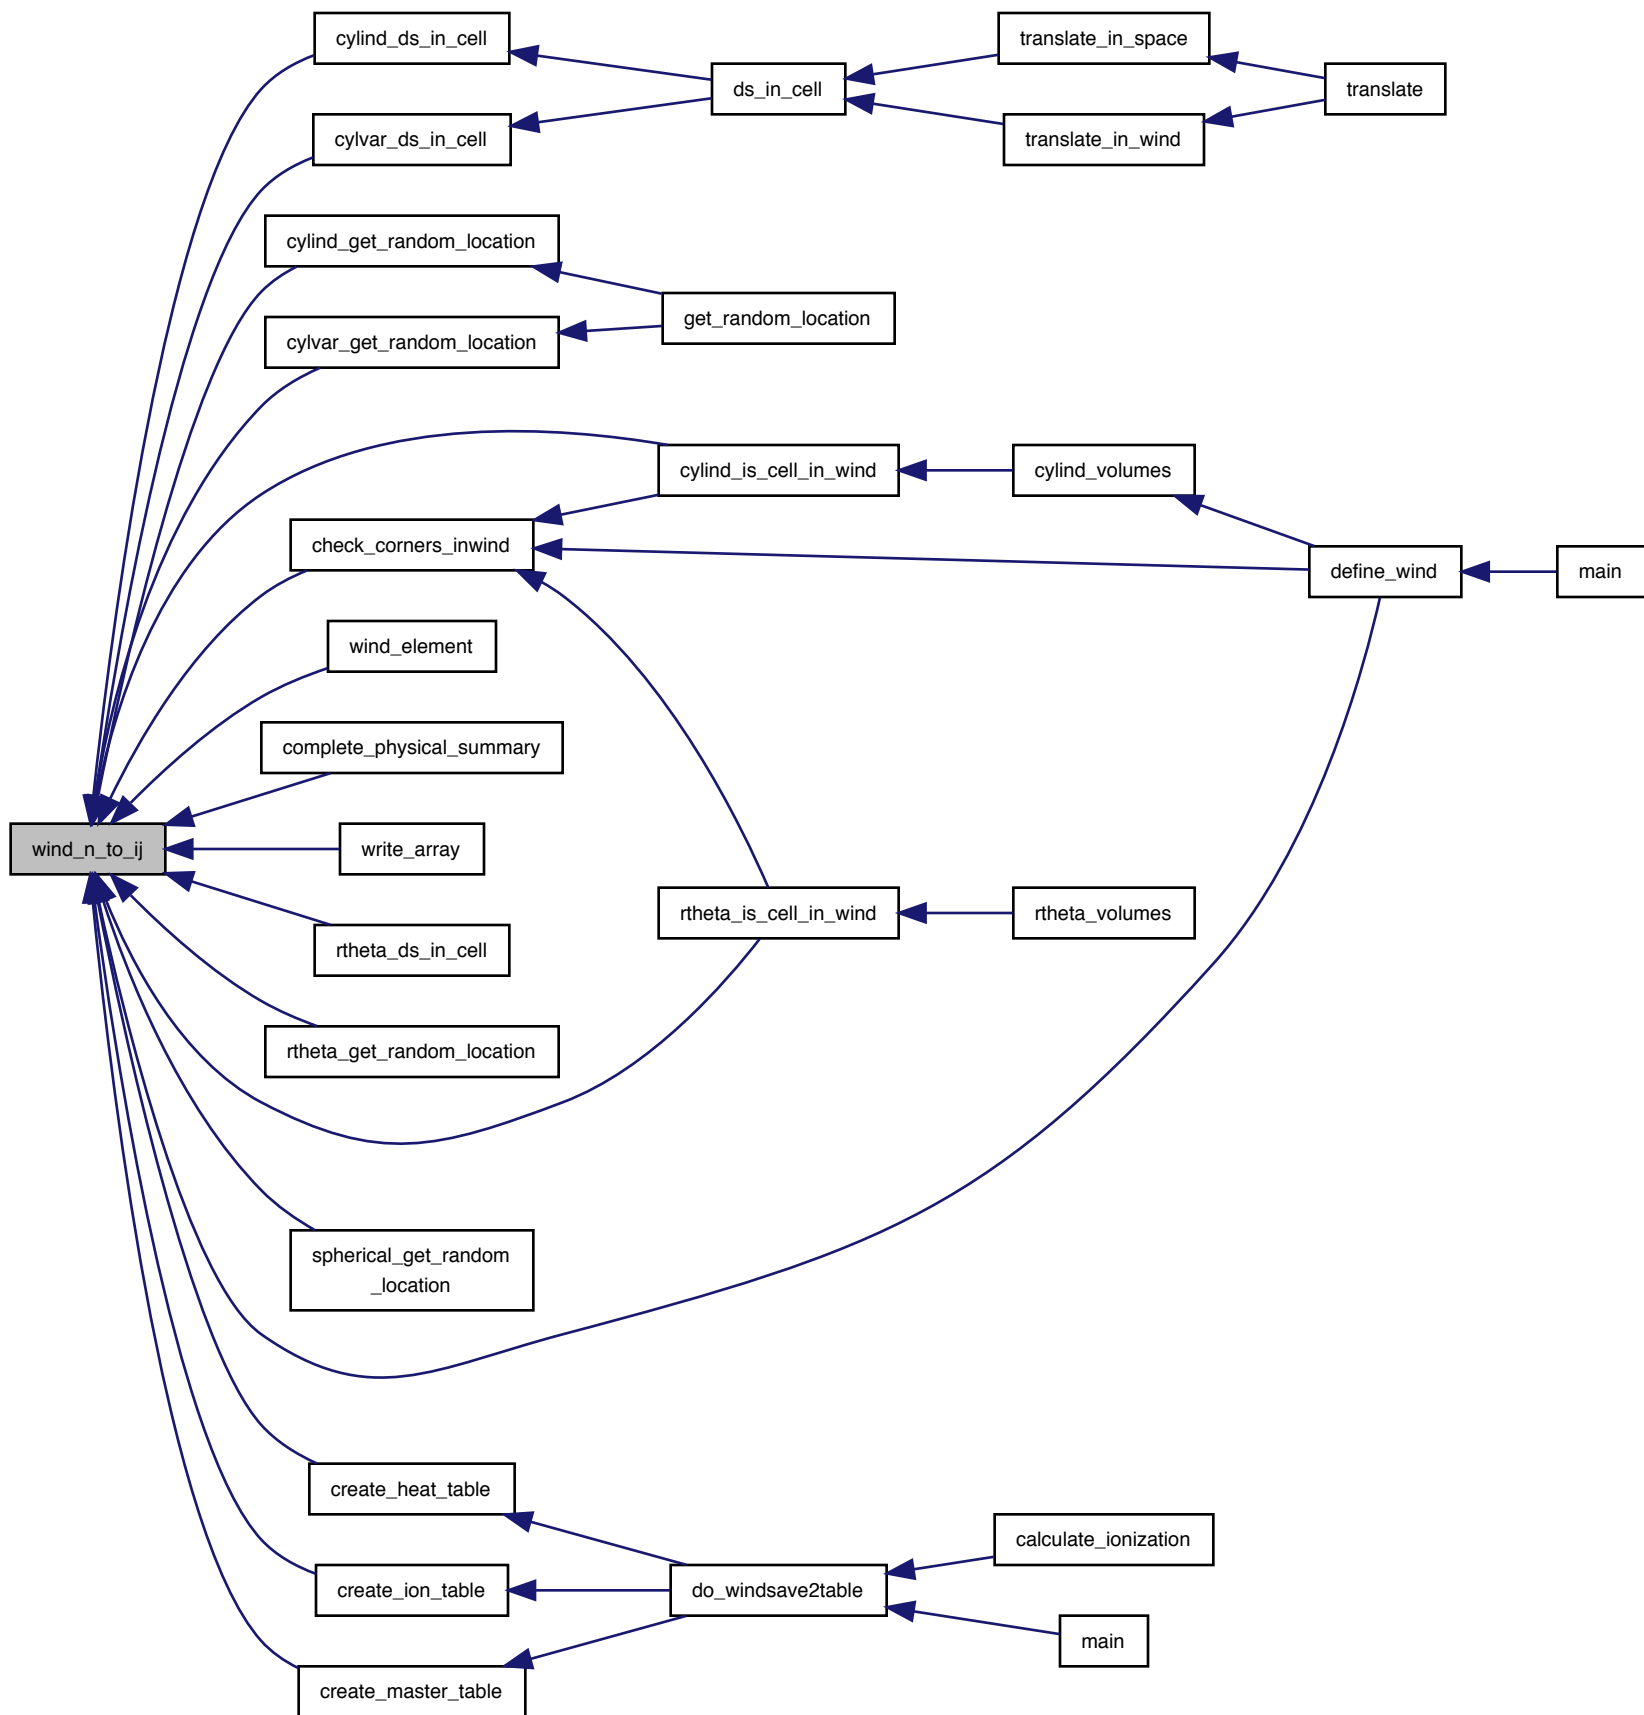 cylind_ds_in_cell
translate_in_space
ds_in_cell
translate
cylvar_ds_in_cell
translate_in_wind
cylind_get_random_location
get_random_location
cylvar_get_random_location
cylind_is_cell_in_wind
cylind_volumes
check_corners_inwind
define_wind
main
wind_element
complete_physical_summary
wind_n_to_ij
write_array
rtheta_is_cell_in_wind
rtheta_volumes
rtheta_ds_in_cell
rtheta_get_random_location
spherical_get_random
_location
create_heat_table
calculate_ionization
create_ion_table
do_windsave2table
main
create_master_table